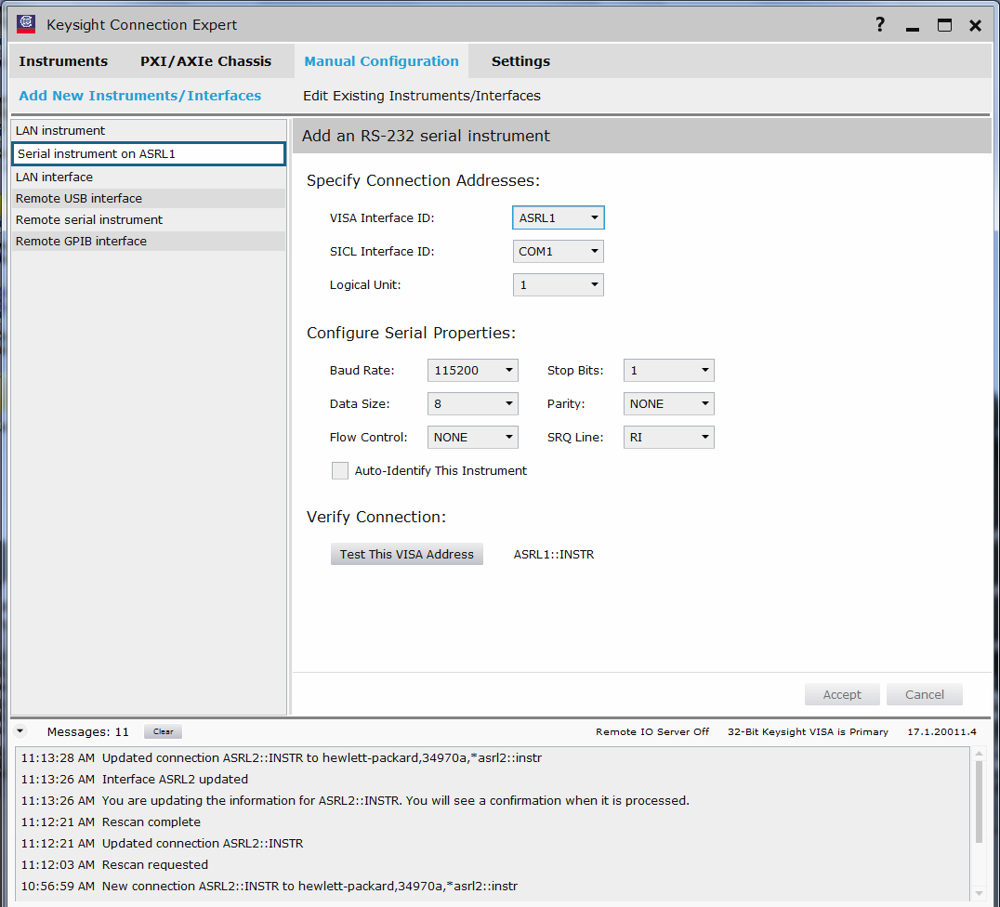 Keysight Connection Expert ?
Instruments PXI/AXIe Chassis Manual Configuration Settings
Add New Instruments/Interfaces Edit Existing Instruments/Interfaces
LAN instrument
Serial instrument on ASRL1
LAN interface
Remote USB interface
Remote serial instrument
Remote GPIB interface
Add an RS-232 serial instrument
Specify Connection Addresses:
VISA Interface ID: ASRL1
SICL Interface ID: COM1
Logical Unit: 1
Configure Serial Properties:
Baud Rate: 115200 Stop Bits: 1
Data Size: 8 Parity: NONE
Flow Control: NONE SRQ Line: RI
Auto-Identify This Instrument
Verify Connection:
Test This VISA Address ASRL1::INSTR
Accept Cancel
Messages: 11 Clear Remote IO Server Off 32-Bit Keysight VISA is Primary 17.1.20011.4
11:13:28 AM Updated connection ASRL2::INSTR to hewlett-packard,34970a,*asrl2::instr
11:13:26 AM Interface ASRL2 updated
11:13:26 AM You are updating the information for ASRL2::INSTR. You will see a confirmation when it is processed.
11:12:21 AM Rescan complete
11:12:21 AM Updated connection ASRL2::INSTR
11:12:03 AM Rescan requested
10:56:59 AM New connection ASRL2::INSTR to hewlett-packard,34970a,*asrl2::instr